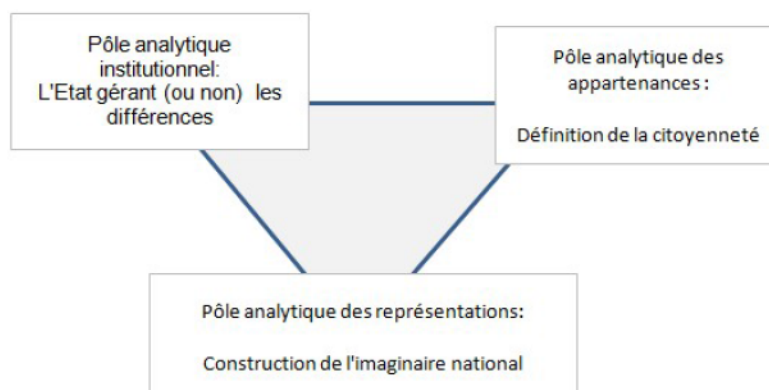 Pôle analytique
institutionnel:
L'Etat gérant (ou non) les
différences
Pôle analytique des
appartenances :
Définition de la citoyenneté
Pôle analytique des représentations:
Construction de l'imaginaire national